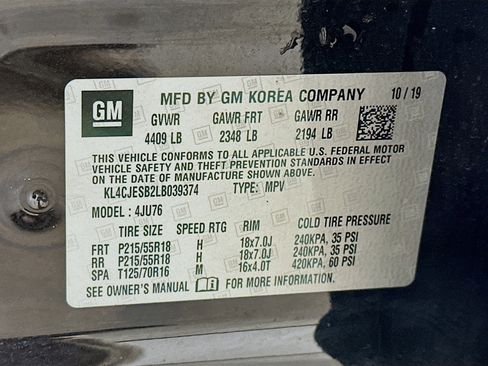 GM MFD BY GM KOREA COMPANY 10 / 19
GVWR GAWR FRT GAWR RR
4409 LB 2348 LB 2194 LB
THIS VEHICLE CONFORMS TO ALL APPLICABLE U.S. FEDERAL MOTOR
VEHICLE SAFETY AND THEFT PREVENTION STANDARDS IN EFFECT ON
THE DATE OF MANUFACTURE SHOWN ABOVE.
KL4CJESB2LB039374 TYPE: MPV
MODEL : 4JU76
TIRE SIZE SPEED RTG RIM COLD TIRE PRESSURE
FRT P215/55R18 H 18x7.0J 240KPA, 35 PSI
RR P215/55R18 H 18x7.0J 240KPA, 35 PSI
SPA T125/70R16 M 16x4.0T 420KPA, 60 PSI
SEE OWNER'S MANUAL FOR MORE INFORMATION.